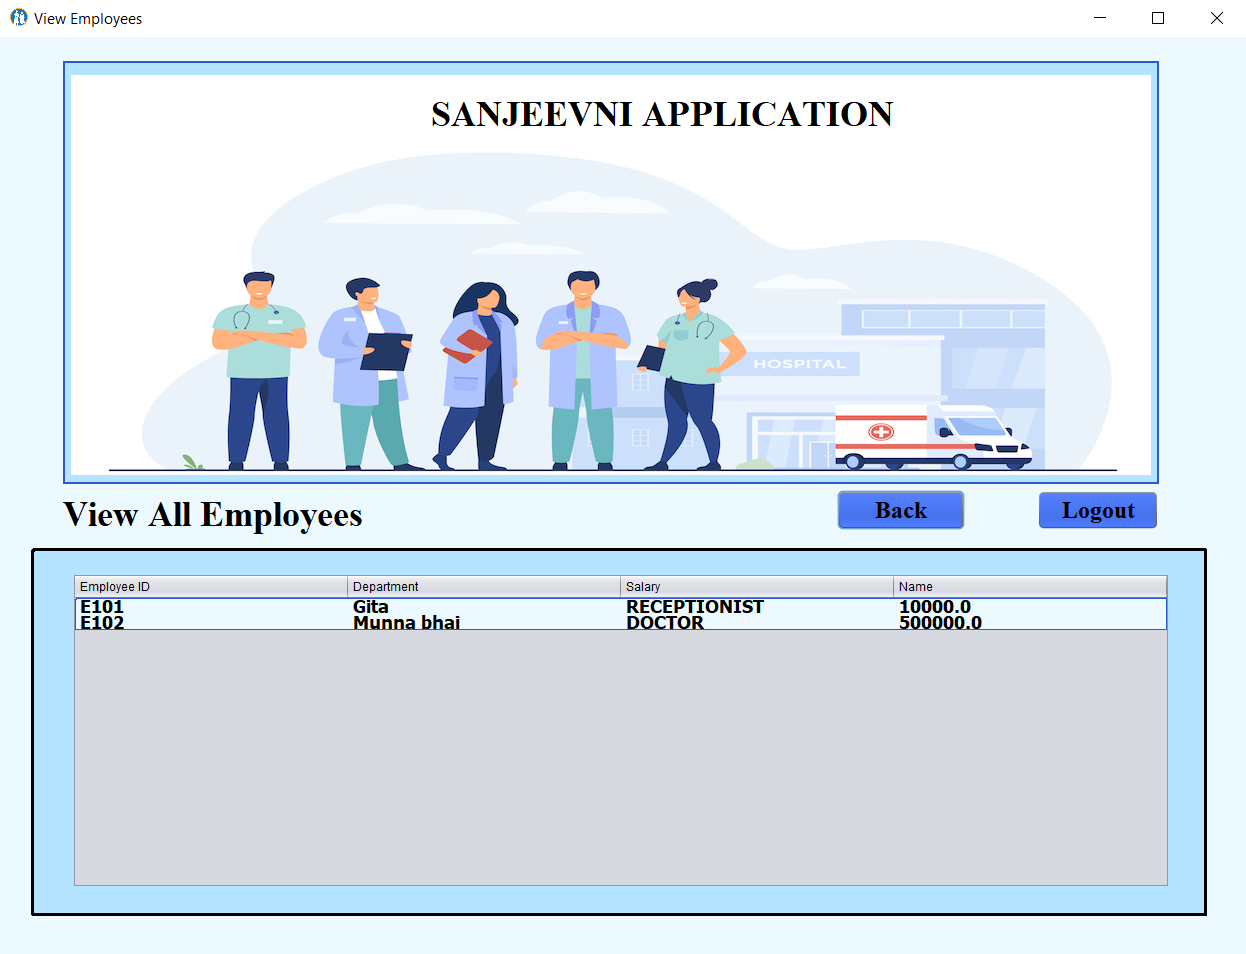 View Employees
SANJEEVNI APPLICATION
HOSPITAL
View All Employees Back Logout
Employee ID Department Salary Name
E101 Gita RECEPTIONIST 10000.0
E102 Munna bhai DOCTOR 500000.0